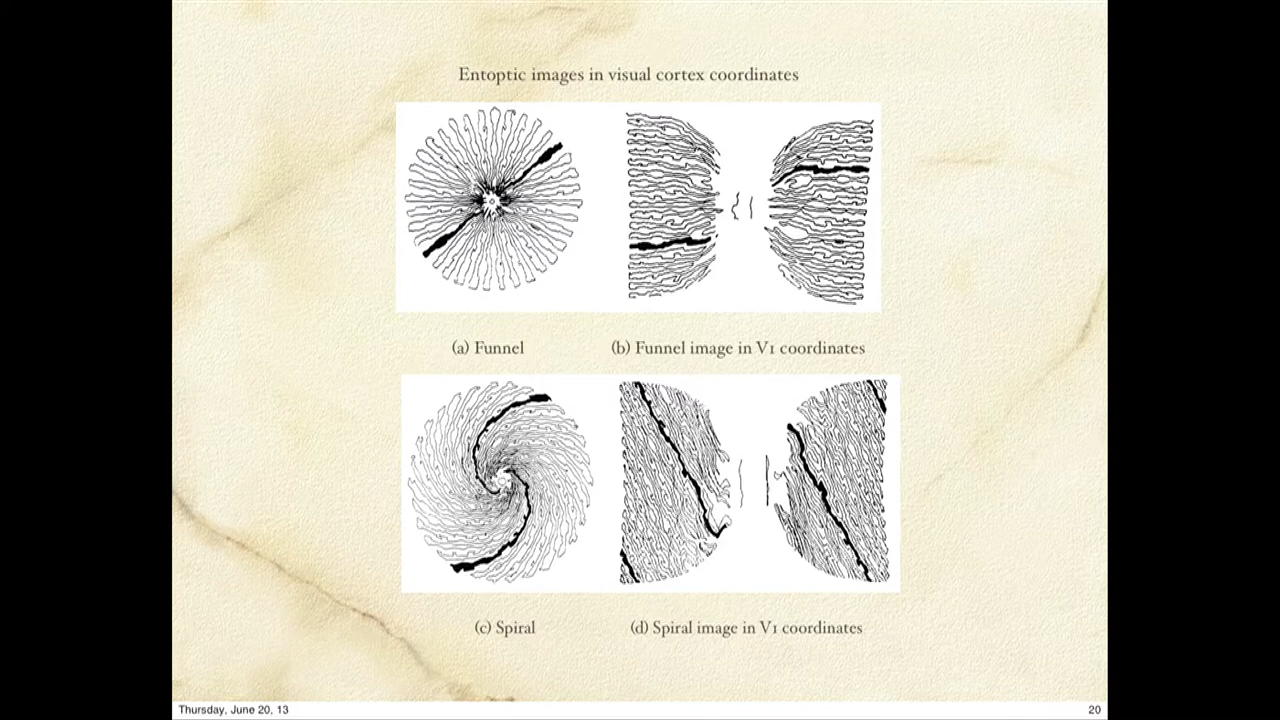 Entoptic images in visual cortex coordinates
(a) Funnel
(b) Funnel image in V1 coordinates
(c) Spiral
(d) Spiral image in V1 coordinates
Thursday, June 20, 13
20